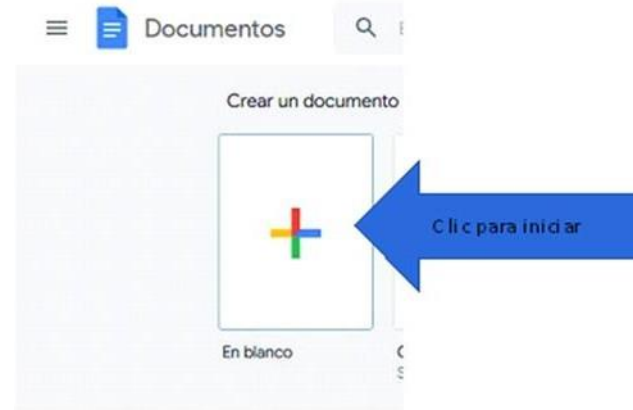 Documentos
Crear un documento
Clic para iniciar
En blanco